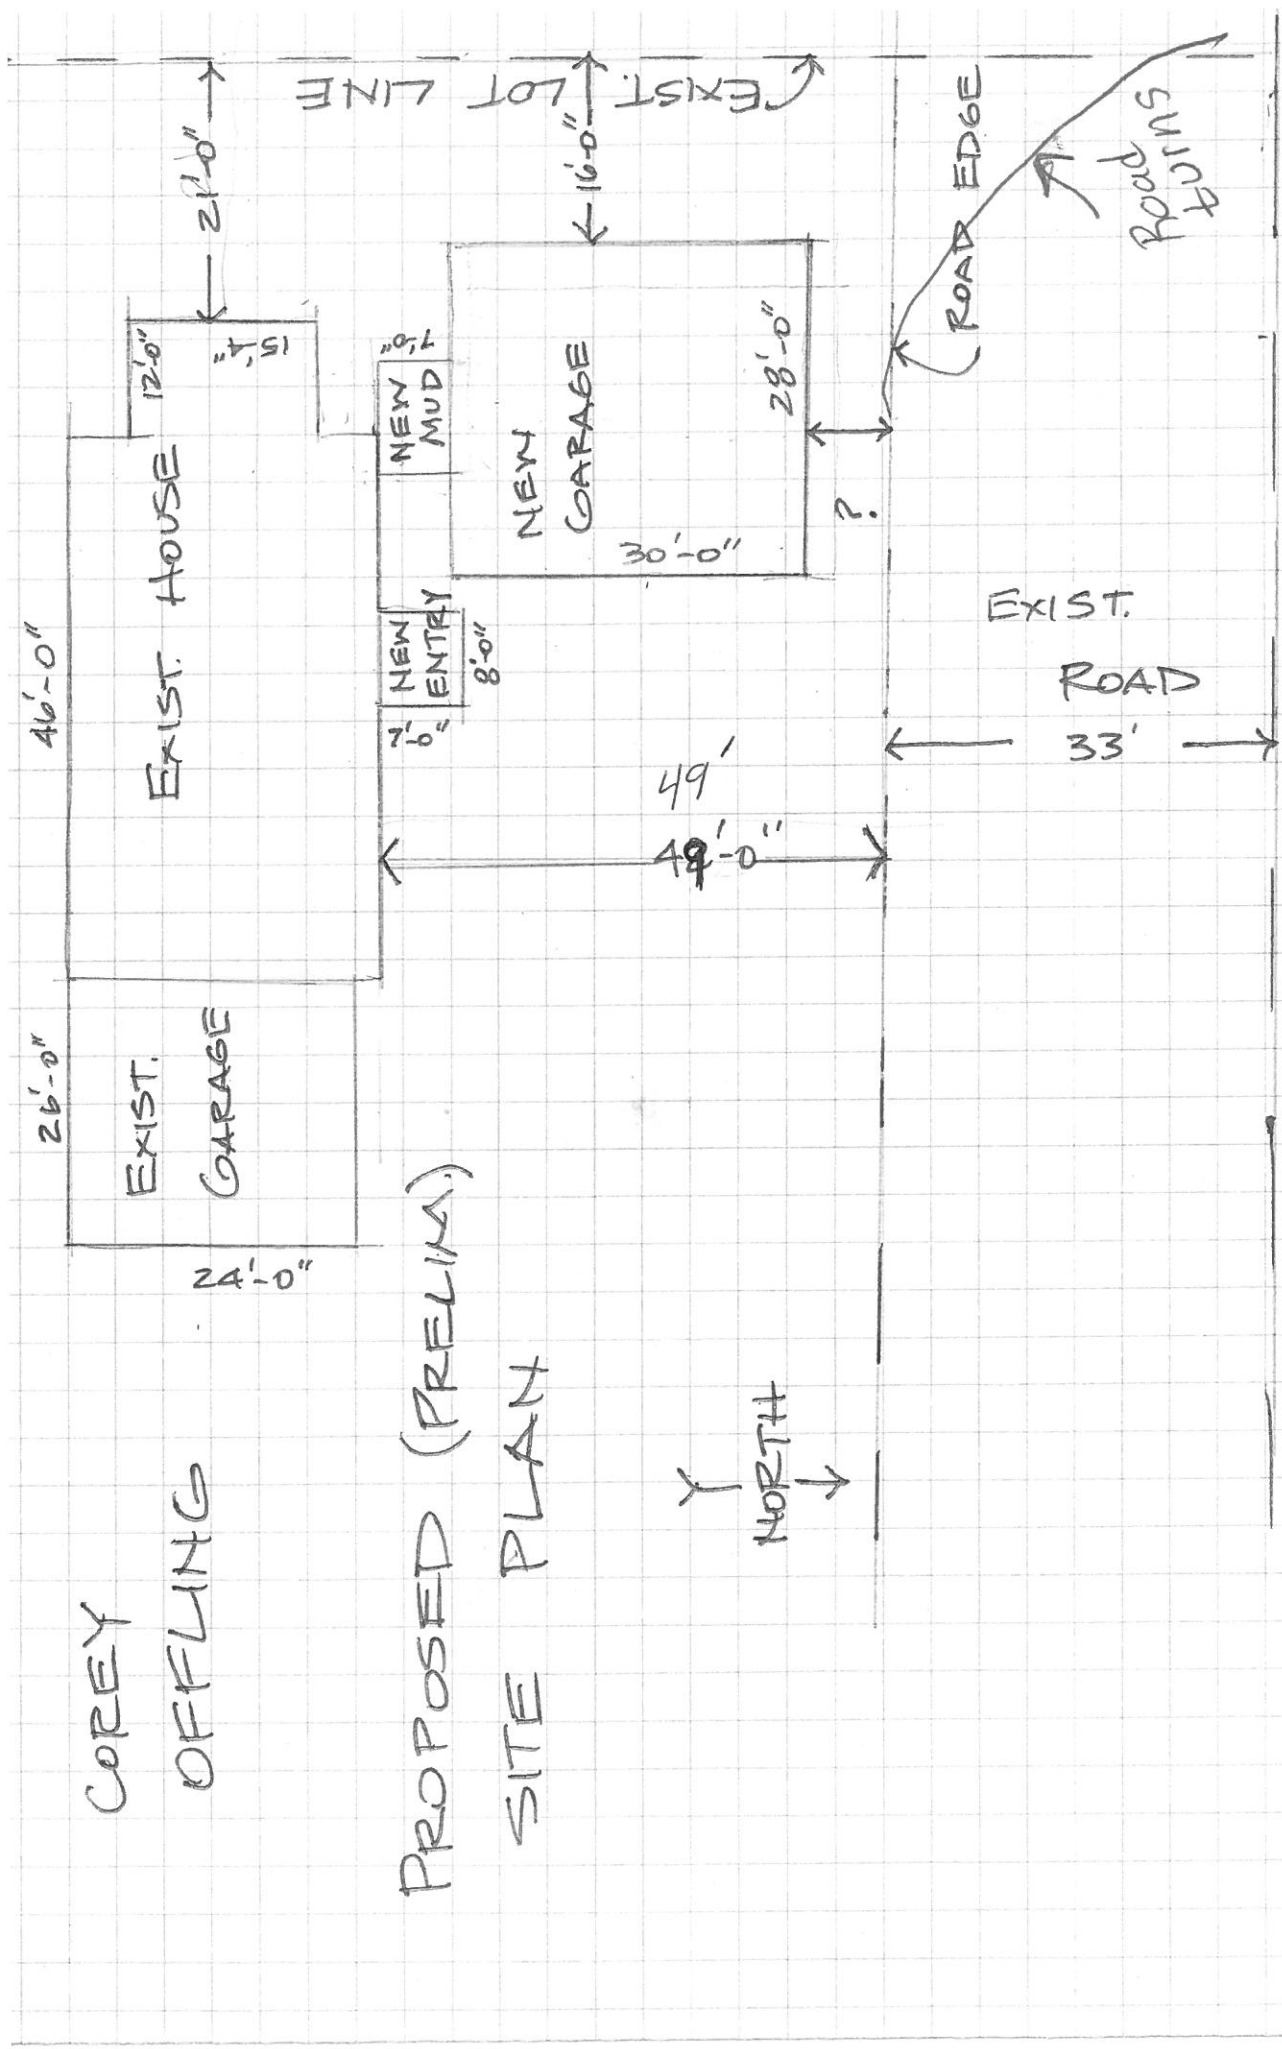 EXIST. LOT LINE
21'-0"
16'-0"
ROAD EDGE
Road
turns
12'-0"
15'-4"
7'-0"
NEW
MUD
NEW
GARAGE
28'-0"
30'-0"
?
EXIST. HOUSE
46'-0"
NEW
ENTRY
8'-0"
7'-0"
EXIST.
ROAD
33'
49'
49'-0"
26'-0"
EXIST.
GARAGE
24'-0"
COREY
OFFLING
PROPOSED (PRELIM)
SITE PLAN
NORTH